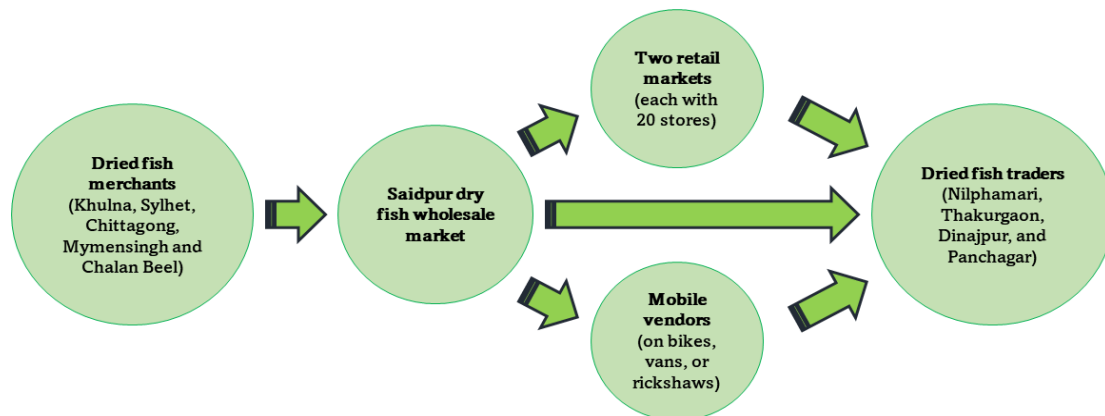 Dried fish
merchants
(Khulna, Sylhet,
Chittagong,
Mymensingh and
Chalan Beel)
Saidpur dry
fish wholesale
market
Two retail
markets
(each with
20 stores)
Mobile
vendors
(on bikes,
vans, or
rickshaws)
Dried fish traders
(Nilphamari,
Thakurgaon,
Dinajpur, and
Panchagar)